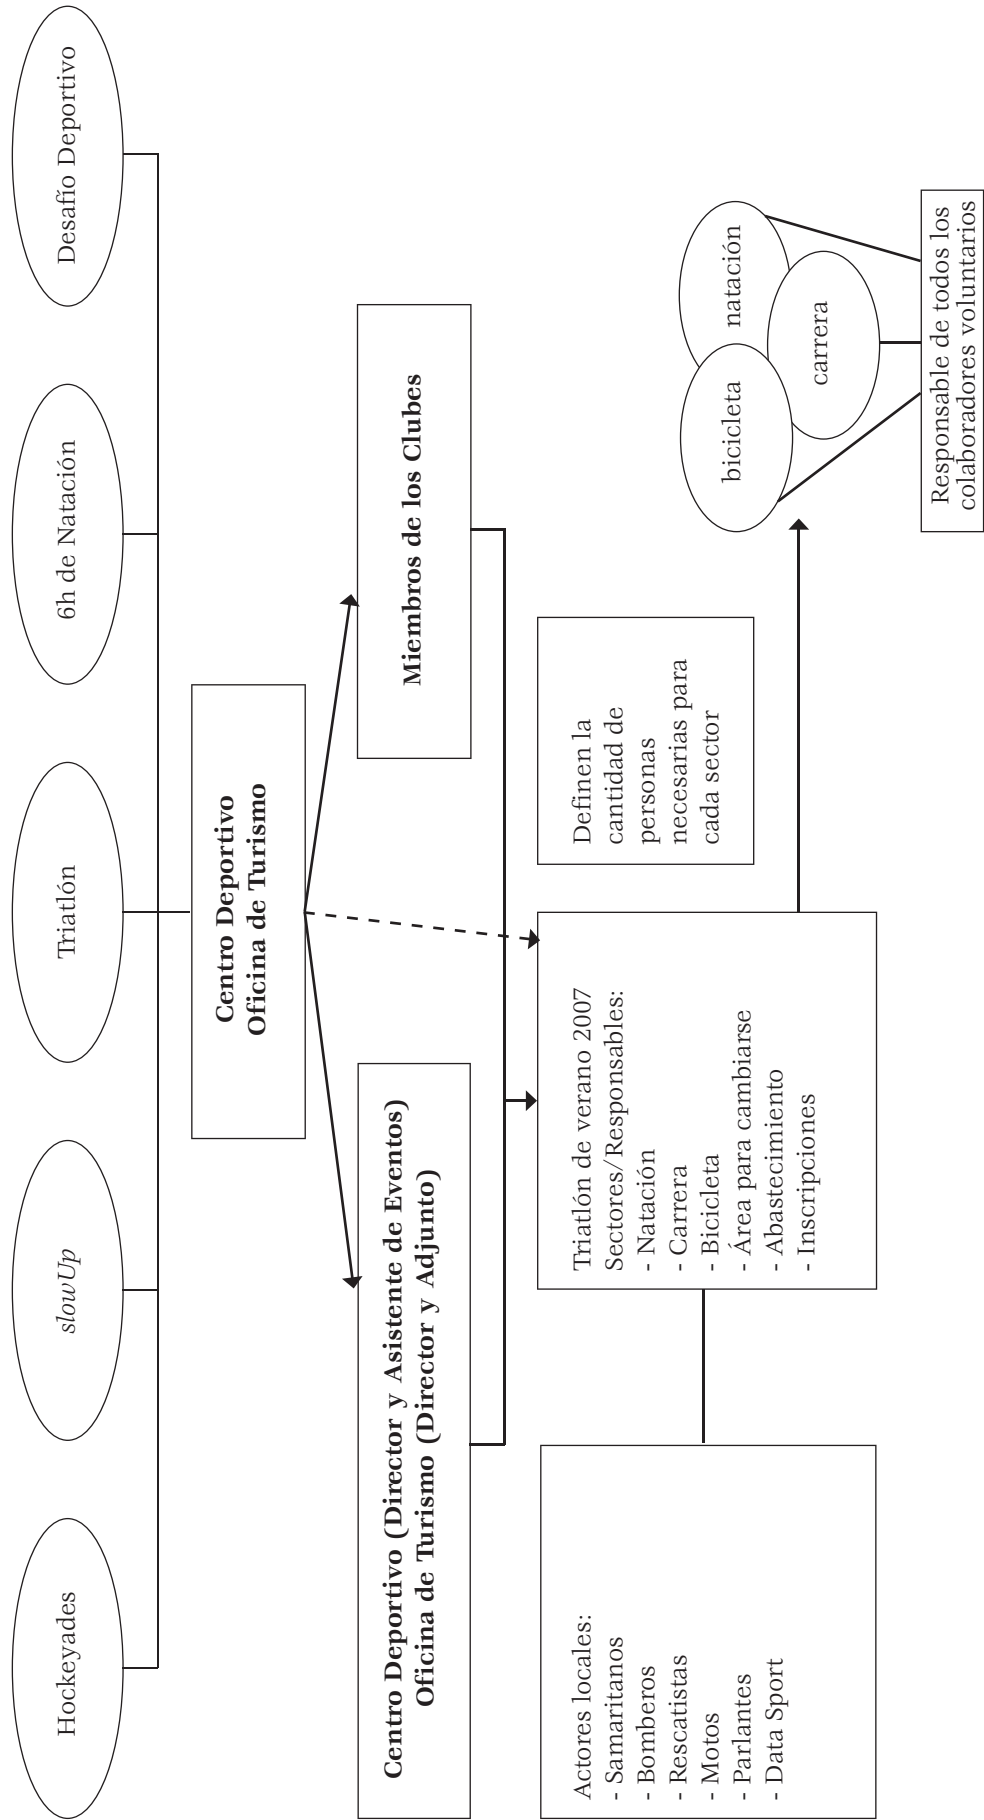 Hockeyades
slowUp
Triatlón
6h de Natación
Desafío Deportivo
Centro Deportivo
Oficina de Turismo
Centro Deportivo (Director y Asistente de Eventos)
Oficina de Turismo (Director y Adjunto)
Miembros de los Clubes
Actores locales:
- Samaritanos
- Bomberos
- Rescatistas
- Motos
- Parlantes
- Data Sport
Triatlón de verano 2007
Sectores/Responsables:
- Natación
- Carrera
- Bicicleta
- Área para cambiarse
- Abastecimiento
- Inscripciones
Definen la
cantidad de
personas
necesarias para
cada sector
bicicleta
natación
carrera
Responsable de todos los
colaboradores voluntarios